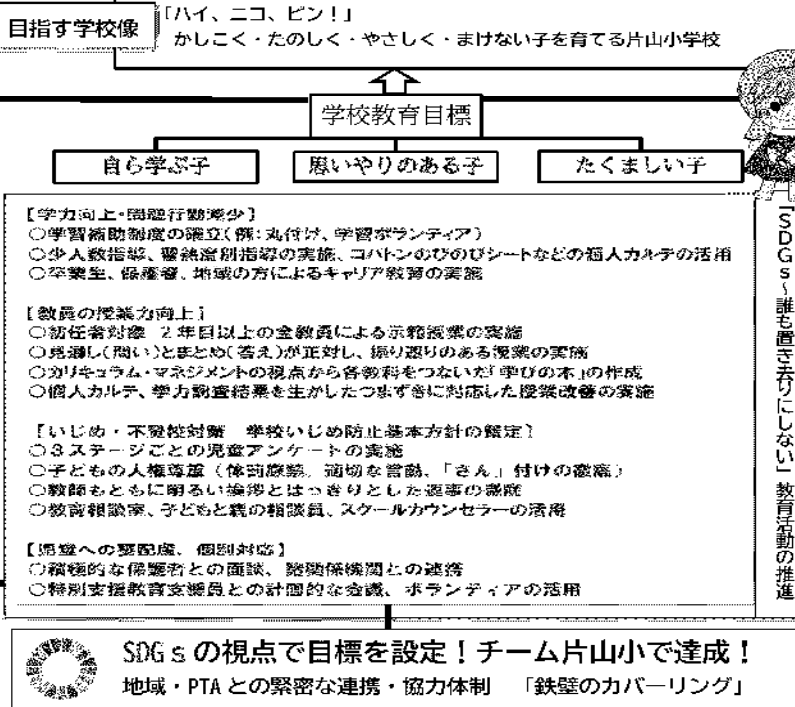 目指す学校像
「ハイ、ニコ、ピン!」
かしこく・たのしく・やさしく・まけない子を育てる片山小学校
学校教育目標
自ら学ぶ子
思いやりのある子
たくましい子
【学力向上・問題行動減少】
○学習補助制度の確立(例:丸付け、学習ボランティア)
○少人数指導、習熟度別指導の実施、コバトンのびのびシートなどの個人カルテの活用
○卒業生、保護者、地域の方によるキャリア教育の実施
【教員の授業力向上】
○初任者対象 2年目以上の全教員による示範授業の実施
○見通し(問い)とまとめ(答え)が正対し、振り返りのある授業の実施
○カリキュラム・マネジメントの視点から各教科をつないだ「学びの木」の作成
○個人カルテ、学力調査結果を生かしたつまずきに対応した授業改善の実施
【いじめ・不登校対策 学校いじめ防止基本方針の策定】
○3ステージごとの児童アンケートの実施
○子どもの人権尊重(体罰禁、適切な言動、「さん」付けの徹底)
○教師もともに明るい挨拶とはっきりとした返事の徹底
○教育相談室、子どもと親の相談員、スクールカウンセラーの活用
【児童への要配慮、個別対応】
○積極的な保護者との面談、諸関係機関との連携
○特別支援教育支援員との計画的な会議、ボランティアの活用
「SDGs~誰も置き去りにしない」教育活動の推進
SDGsの視点で目標を設定!チーム片山小で達成!
地域・PTAとの緊密な連携・協力体制 「鉄壁のカバーリング」